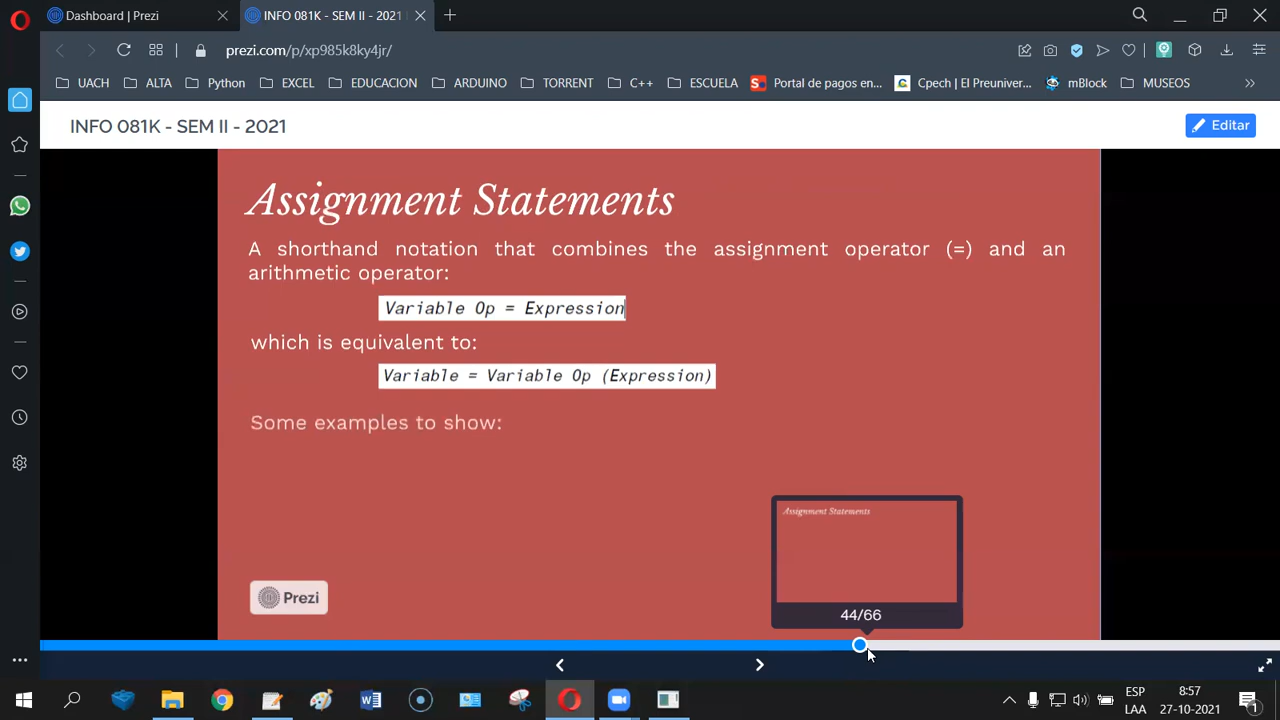 Dashboard | Prezi
INFO 081K - SEM II - 2021
prezi.com/p/xp985k8ky4jr/
UACH
ALTA
Python
EXCEL
EDUCACION
ARDUINO
TORRENT
C++
ESCUELA
Portal de pagos en...
Cpech | El Preuniver...
mBlock
MUSEOS
INFO 081K - SEM II - 2021
Editar
Assignment Statements
A shorthand notation that combines the assignment operator (=) and an
arithmetic operator:
Variable Op = Expression
which is equivalent to:
Variable = Variable Op (Expression)
Some examples to show:
Assignment Statements
Prezi
44/66
ESP
LAA
8:57
27-10-2021
1